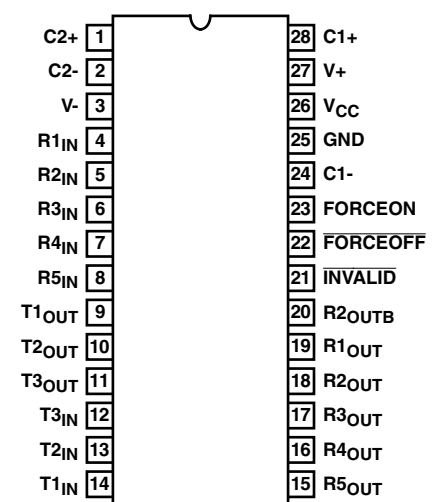 C2+ 1 28 C1+
C2- 2 27 V+
V- 3 26 VCC
R1IN 4 25 GND
R2IN 5 24 C1-
R3IN 6 23 FORCEON
R4IN 7 22 FORCEOFF
R5IN 8 21 INVALID
T1OUT 9 20 R2OUTB
T2OUT 10 19 R1OUT
T3OUT 11 18 R2OUT
T3IN 12 17 R3OUT
T2IN 13 16 R4OUT
T1IN 14 15 R5OUT